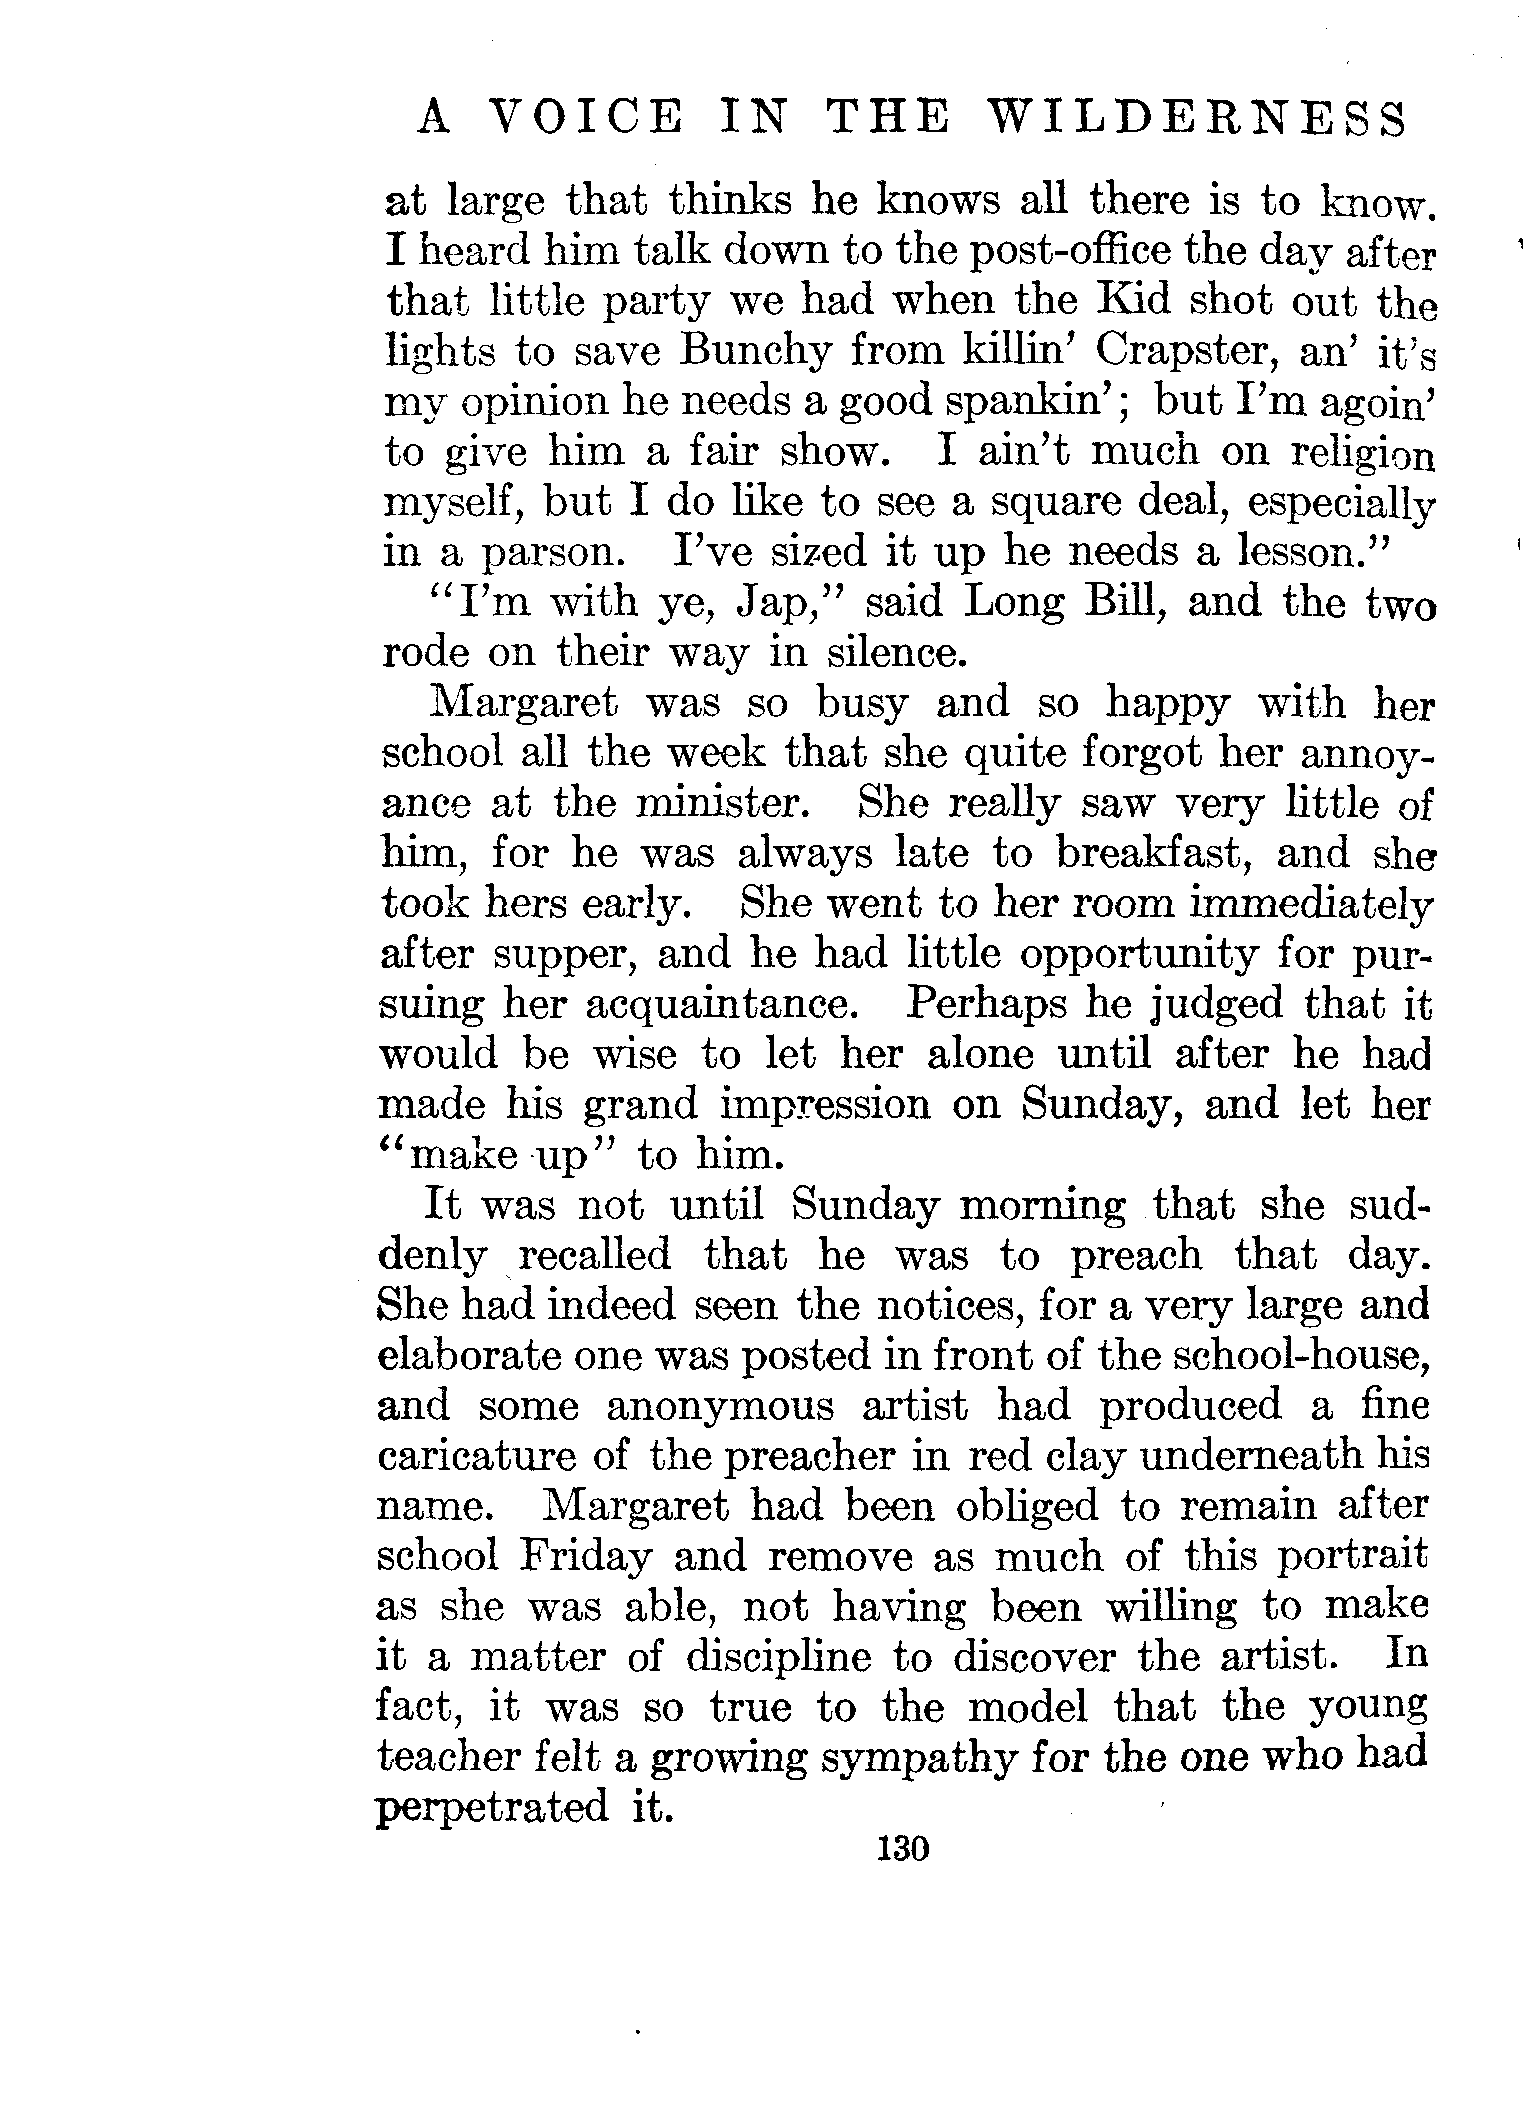 A VOICE IN THE WILDERNESS
at large that thinks he knows all there is to know.
I heard him talk down to the post-office the day after
that little party we had when the Kid shot out the
lights to save Bunchy from killin’ Crapster, an’ it’s
my opinion he needs a good spankin’; but I’m agoin’
to give him a fair show. I ain’t much on religion
myself, but I do like to see a square deal, especially
in a parson. I’ve sized it up he needs a lesson.”
“I’m with ye, Jap,” said Long Bill, and the two
rode on their way in silence.
Margaret was so busy and so happy with her
school all the week that she quite forgot her annoy-
ance at the minister. She really saw very little of
him, for he was always late to breakfast, and she
took hers early. She went to her room immediately
after supper, and he had little opportunity for pur-
suing her acquaintance. Perhaps he judged that it
would be wise to let her alone until after he had
made his grand impression on Sunday, and let her
“make up” to him.
It was not until Sunday morning that she sud-
denly recalled that he was to preach that day.
She had indeed seen the notices, for a very large and
elaborate one was posted in front of the school-house,
and some anonymous artist had produced a fine
caricature of the preacher in red clay underneath his
name. Margaret had been obliged to remain after
school Friday and remove as much of this portrait
as she was able, not having been willing to make
it a matter of discipline to discover the artist. In
fact, it was so true to the model that the young
teacher felt a growing sympathy for the one who had
perpetrated it.
130